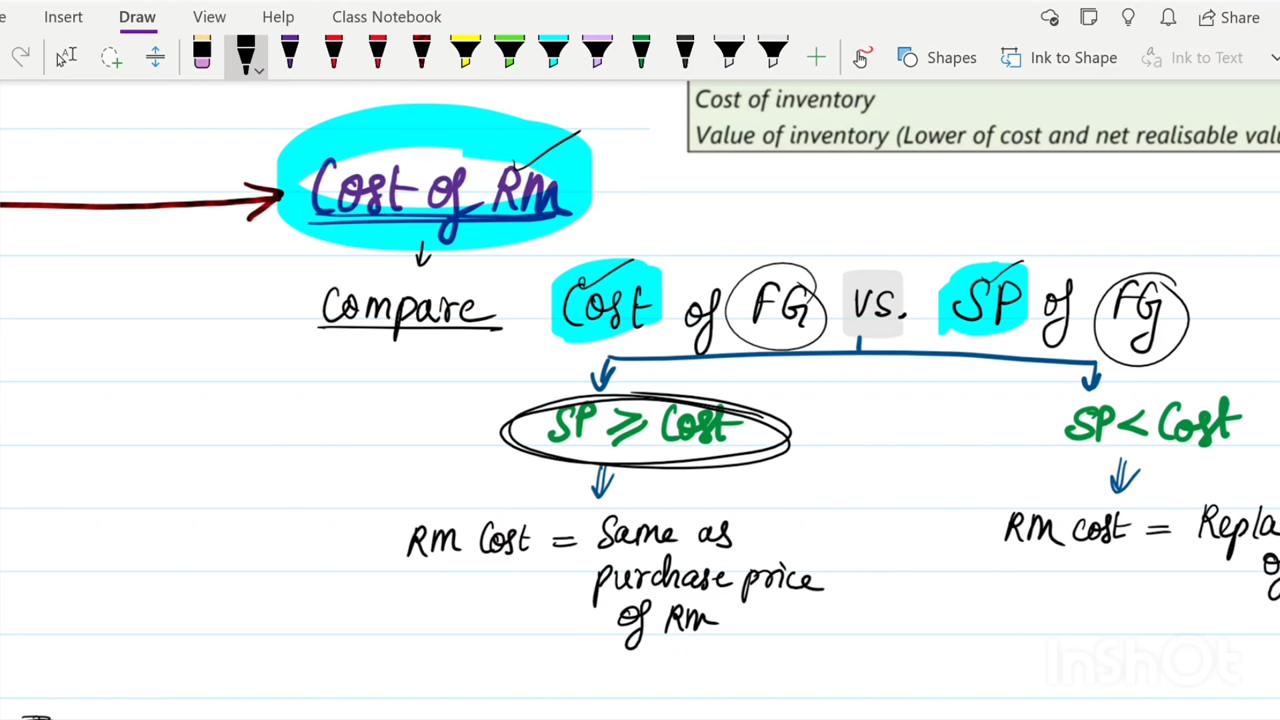 Insert Draw View Help Class Notebook Share
Shapes Ink to Shape Ink to Text
Cost of inventory
Value of inventory (Lower of cost and net realisable
Cost of RM
Compare Cost of FG vs. SP of FG
SP ⩾ Cost SP < Cost
RM Cost = Same as
purchase price
of RM
RM cost =
InShOt